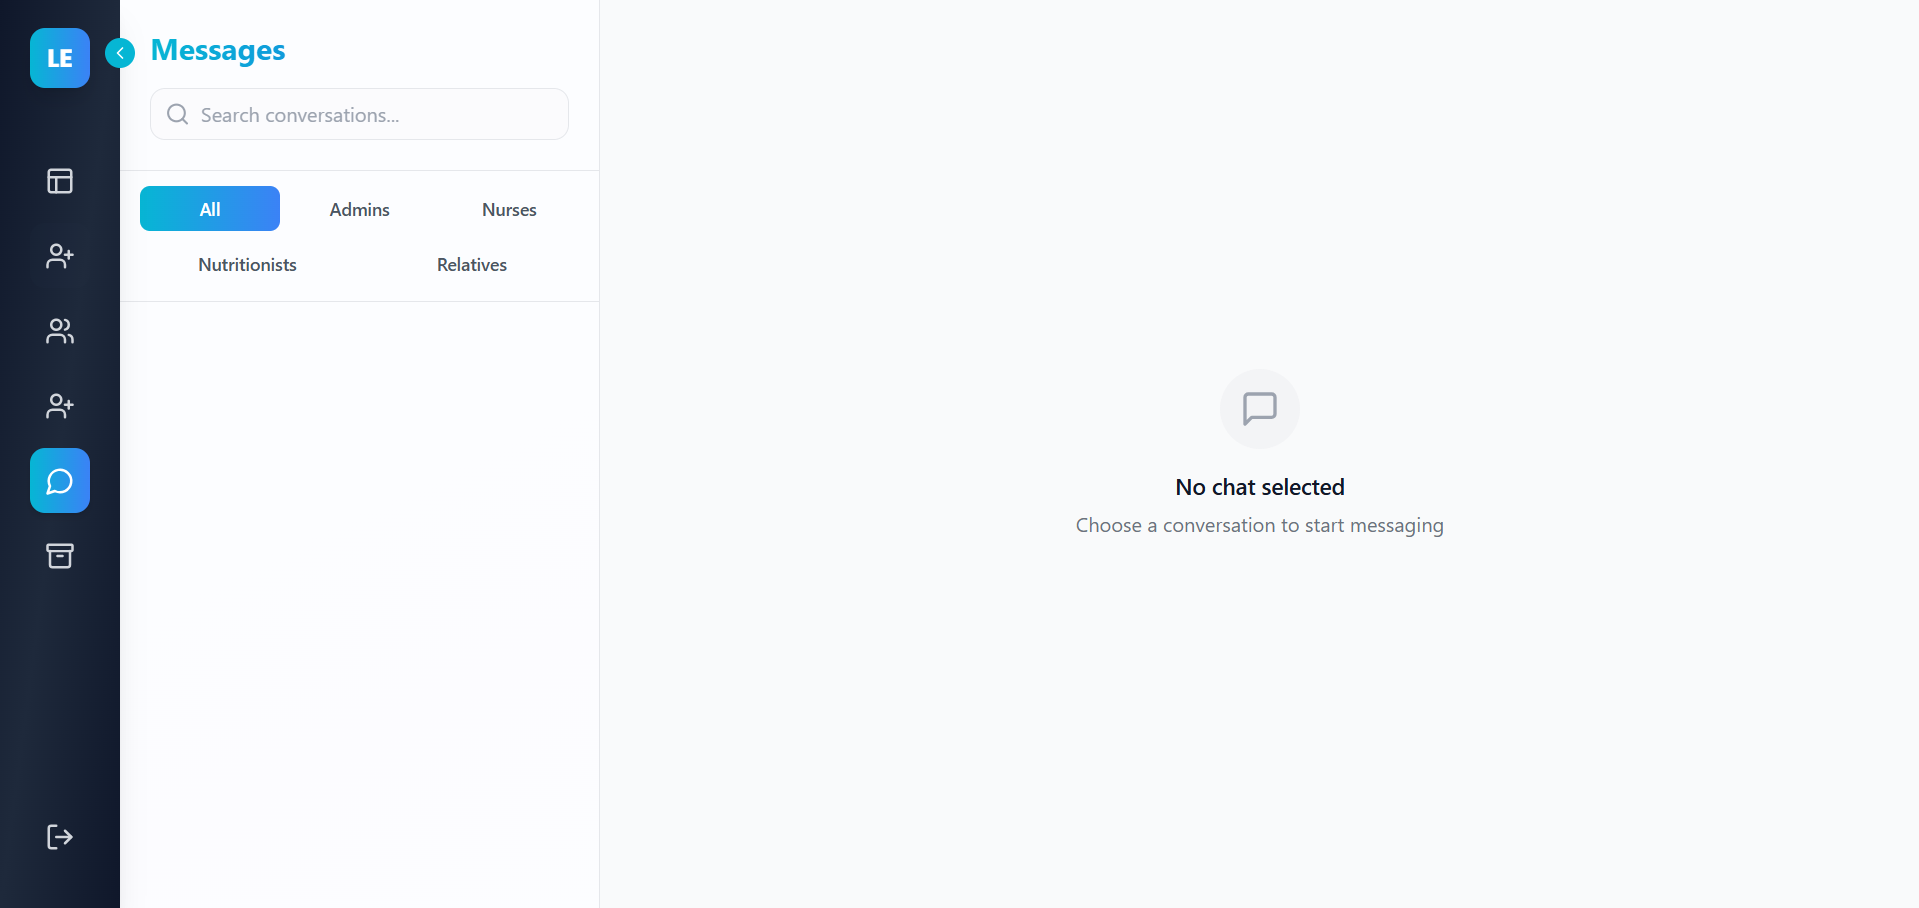 LE
Messages
Search conversations...
All
Admins
Nurses
Nutritionists
Relatives
No chat selected
Choose a conversation to start messaging